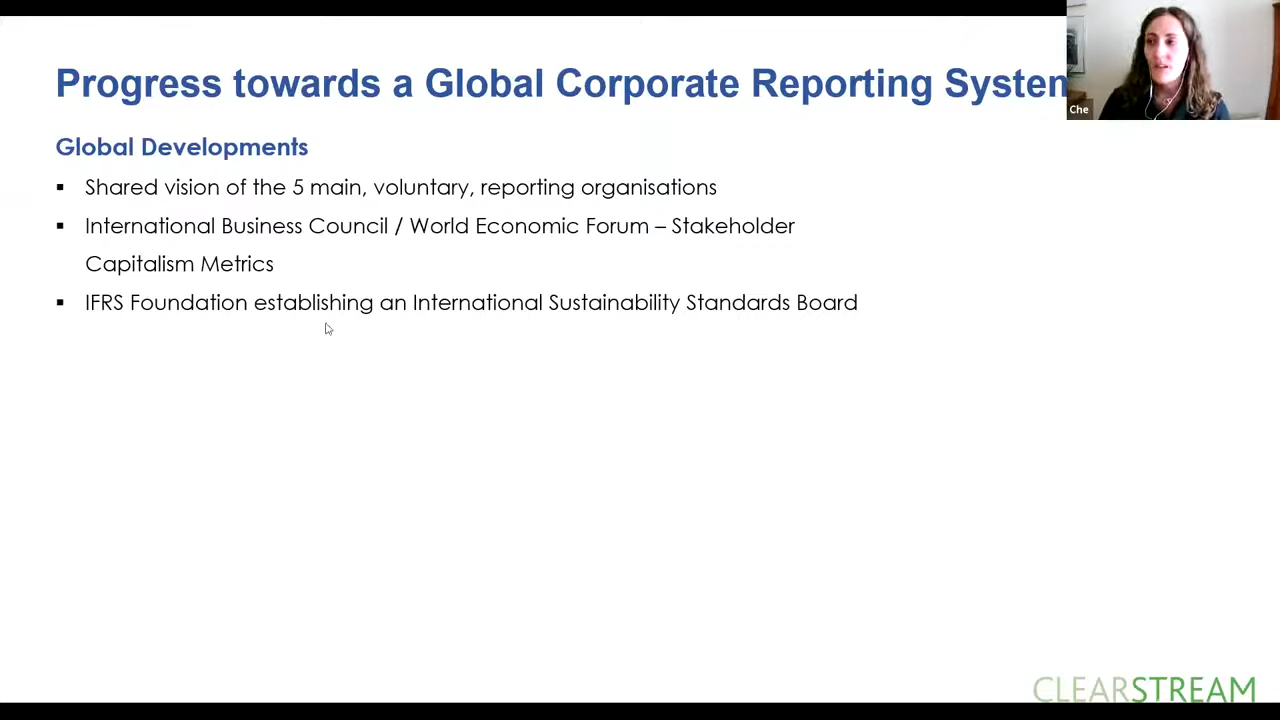 Progress towards a Global Corporate Reporting System
Che
Global Developments
▪ Shared vision of the 5 main, voluntary, reporting organisations
▪ International Business Council / World Economic Forum – Stakeholder
Capitalism Metrics
▪ IFRS Foundation establishing an International Sustainability Standards Board
CLEARSTREAM